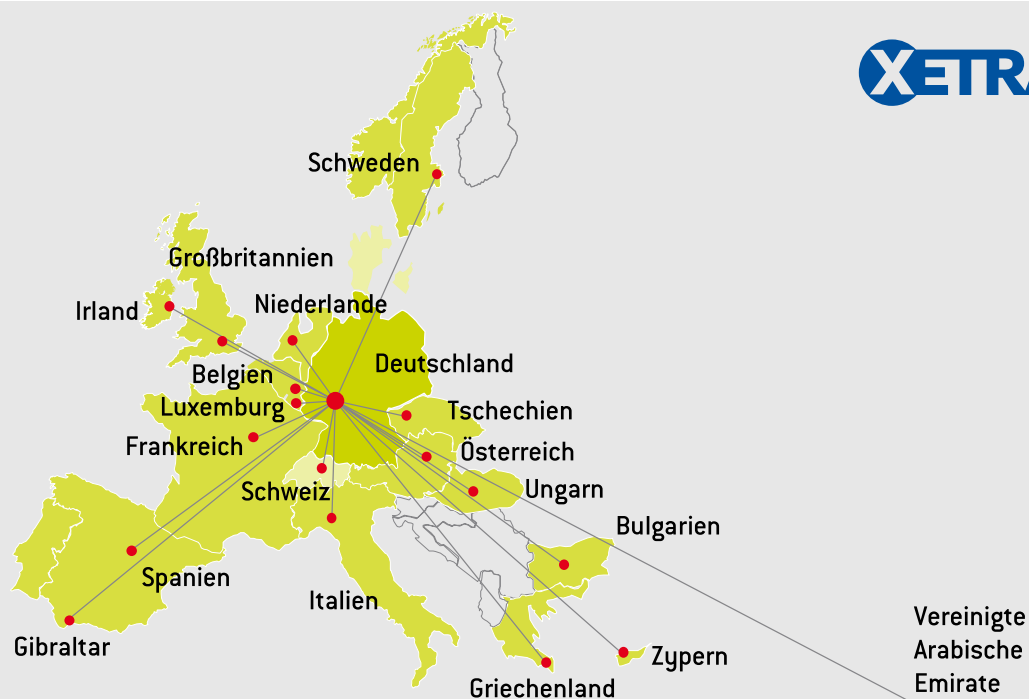 XETRA
Schweden
Großbritannien
Irland
Niederlande
Deutschland
Belgien
Luxemburg
Tschechien
Frankreich
Österreich
Schweiz
Ungarn
Bulgarien
Spanien
Italien
Gibraltar
Zypern
Griechenland
Vereinigte
Arabische
Emirate